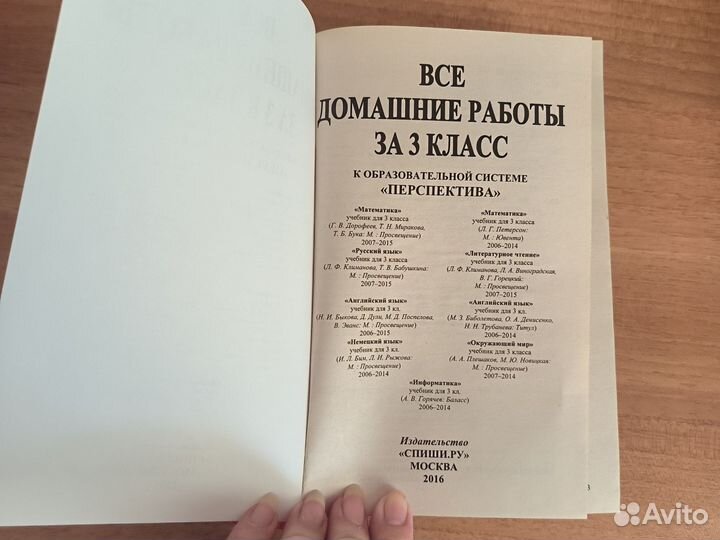 ВСЕ
ДОМАШНИЕ РАБОТЫ
ЗА 3 КЛАСС
К ОБРАЗОВАТЕЛЬНОЙ СИСТЕМЕ
«ПЕРСПЕКТИВА»
«Математика»
учебник для 3 класса
(Г. В. Дорофеев, Т. Н. Миракова,
Т. Б. Бука: М. : Просвещение)
2007–2015
«Русский язык»
учебник для 3 класса
(Л. Ф. Климанова, Т. В. Бабушкина:
М. : Просвещение)
2007–2015
«Английский язык»
учебник для 3 кл.
(Н. И. Быкова, Д. Дули, М. Д. Поспелова,
В. Эванс: М. : Просвещение)
2006–2015
«Немецкий язык»
учебник для 3 кл.
(И. Л. Бим, Л. И. Рыжова:
М. : Просвещение)
2006–2014
«Математика»
учебник для 3 класса
(Л. Г. Петерсон:
М. : Ювента)
2006–2014
«Литературное чтение»
учебник для 3 класса
(Л. Ф. Климанова, Л. А. Виноградская,
В. Г. Горецкий:
М. : Просвещение)
2007–2015
«Английский язык»
учебник для 3 кл.
(М. З. Биболетова, О. А. Денисенко,
Н. Н. Трубанева: Титул)
2006–2014
«Окружающий мир»
учебник для 3 класса
(А. А. Плешаков, М. Ю. Новицкая:
М. : Просвещение)
2007–2014
«Информатика»
учебник для 3 кл.
(А. В. Горячев: Баласс)
2006–2014
Издательство
«СПИШИ.РУ»
МОСКВА
2016
3
Avito